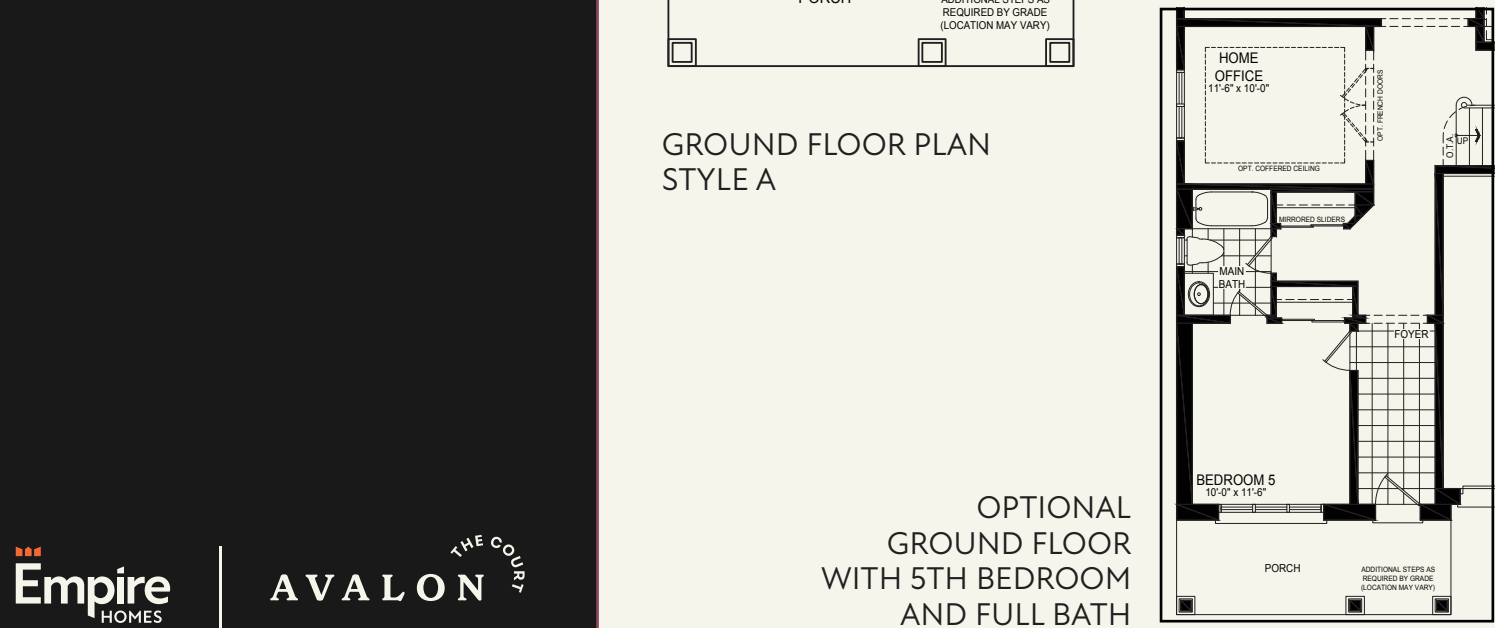 PORCH
ADDITIONAL STEPS AS
REQUIRED BY GRADE
(LOCATION MAY VARY)
GROUND FLOOR PLAN
STYLE A
OPTIONAL
GROUND FLOOR
WITH 5TH BEDROOM
AND FULL BATH
HOME
OFFICE
11'-6" x 10'-0"
OPT. FRENCH DOORS
OPT. COFFERED CEILING
O.T.A.
UP
MIRRORED SLIDERS
MAIN
BATH
FOYER
BEDROOM 5
10'-0" x 11'-6"
PORCH
ADDITIONAL STEPS AS
REQUIRED BY GRADE
(LOCATION MAY VARY)
Empire
HOMES
AVALON
THE COURT